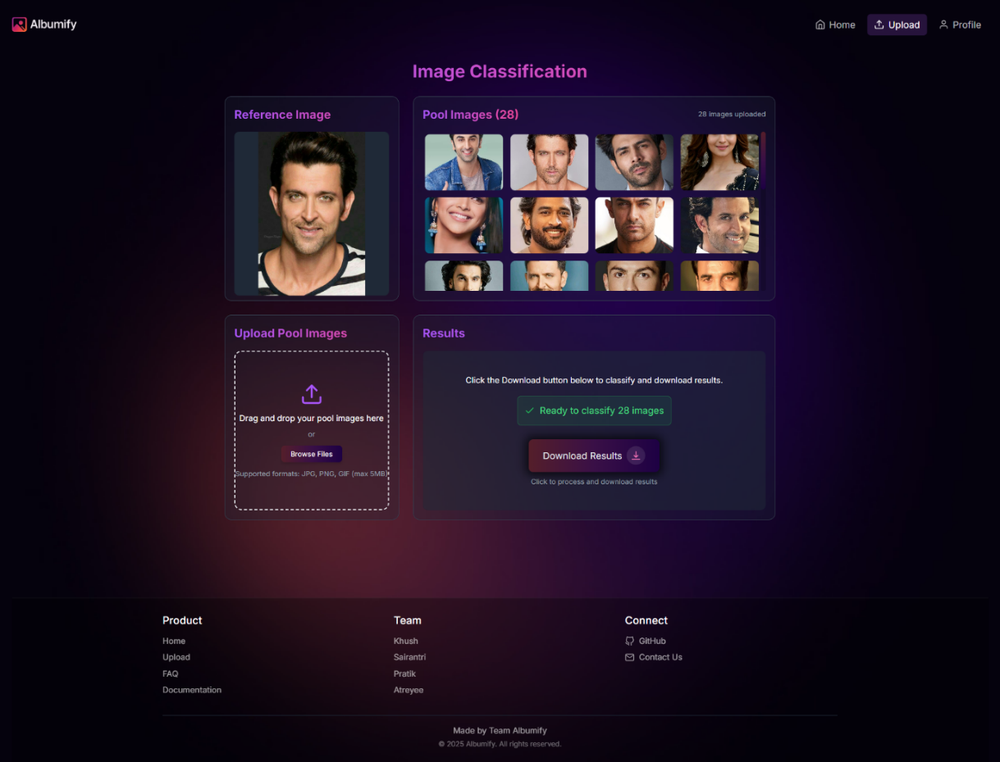 Albumify
Home
Upload
Profile
Image Classification
Reference Image
Pool Images (28)
28 images uploaded
Upload Pool Images
Drag and drop your pool images here
or
Browse Files
Supported formats: JPG, PNG, GIF (max 5MB)
Results
Click the Download button below to classify and download results.
Ready to classify 28 images
Download Results
Click to process and download results
Product
Home
Upload
FAQ
Documentation
Team
Khush
Sairantri
Pratik
Atreyee
Connect
GitHub
Contact Us
Made by Team Albumify
© 2025 Albumify. All rights reserved.